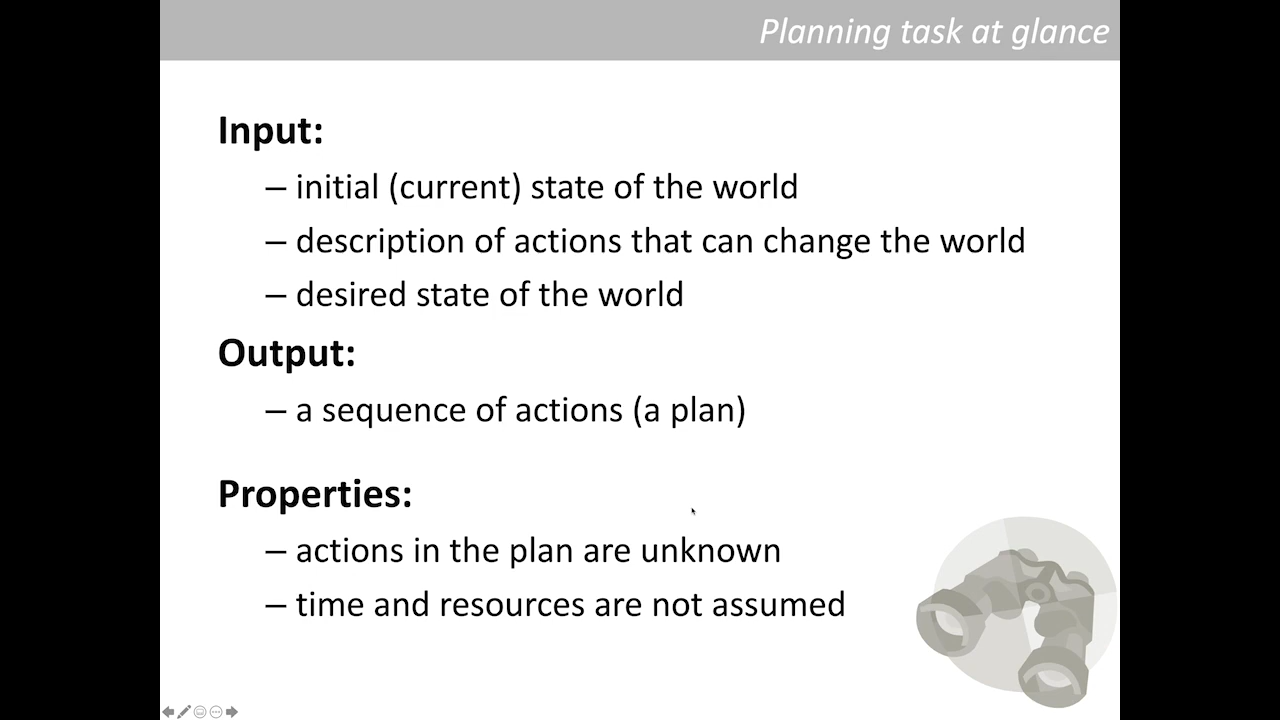 Planning task at glance
Input:
– initial (current) state of the world
– description of actions that can change the world
– desired state of the world
Output:
– a sequence of actions (a plan)
Properties:
– actions in the plan are unknown
– time and resources are not assumed